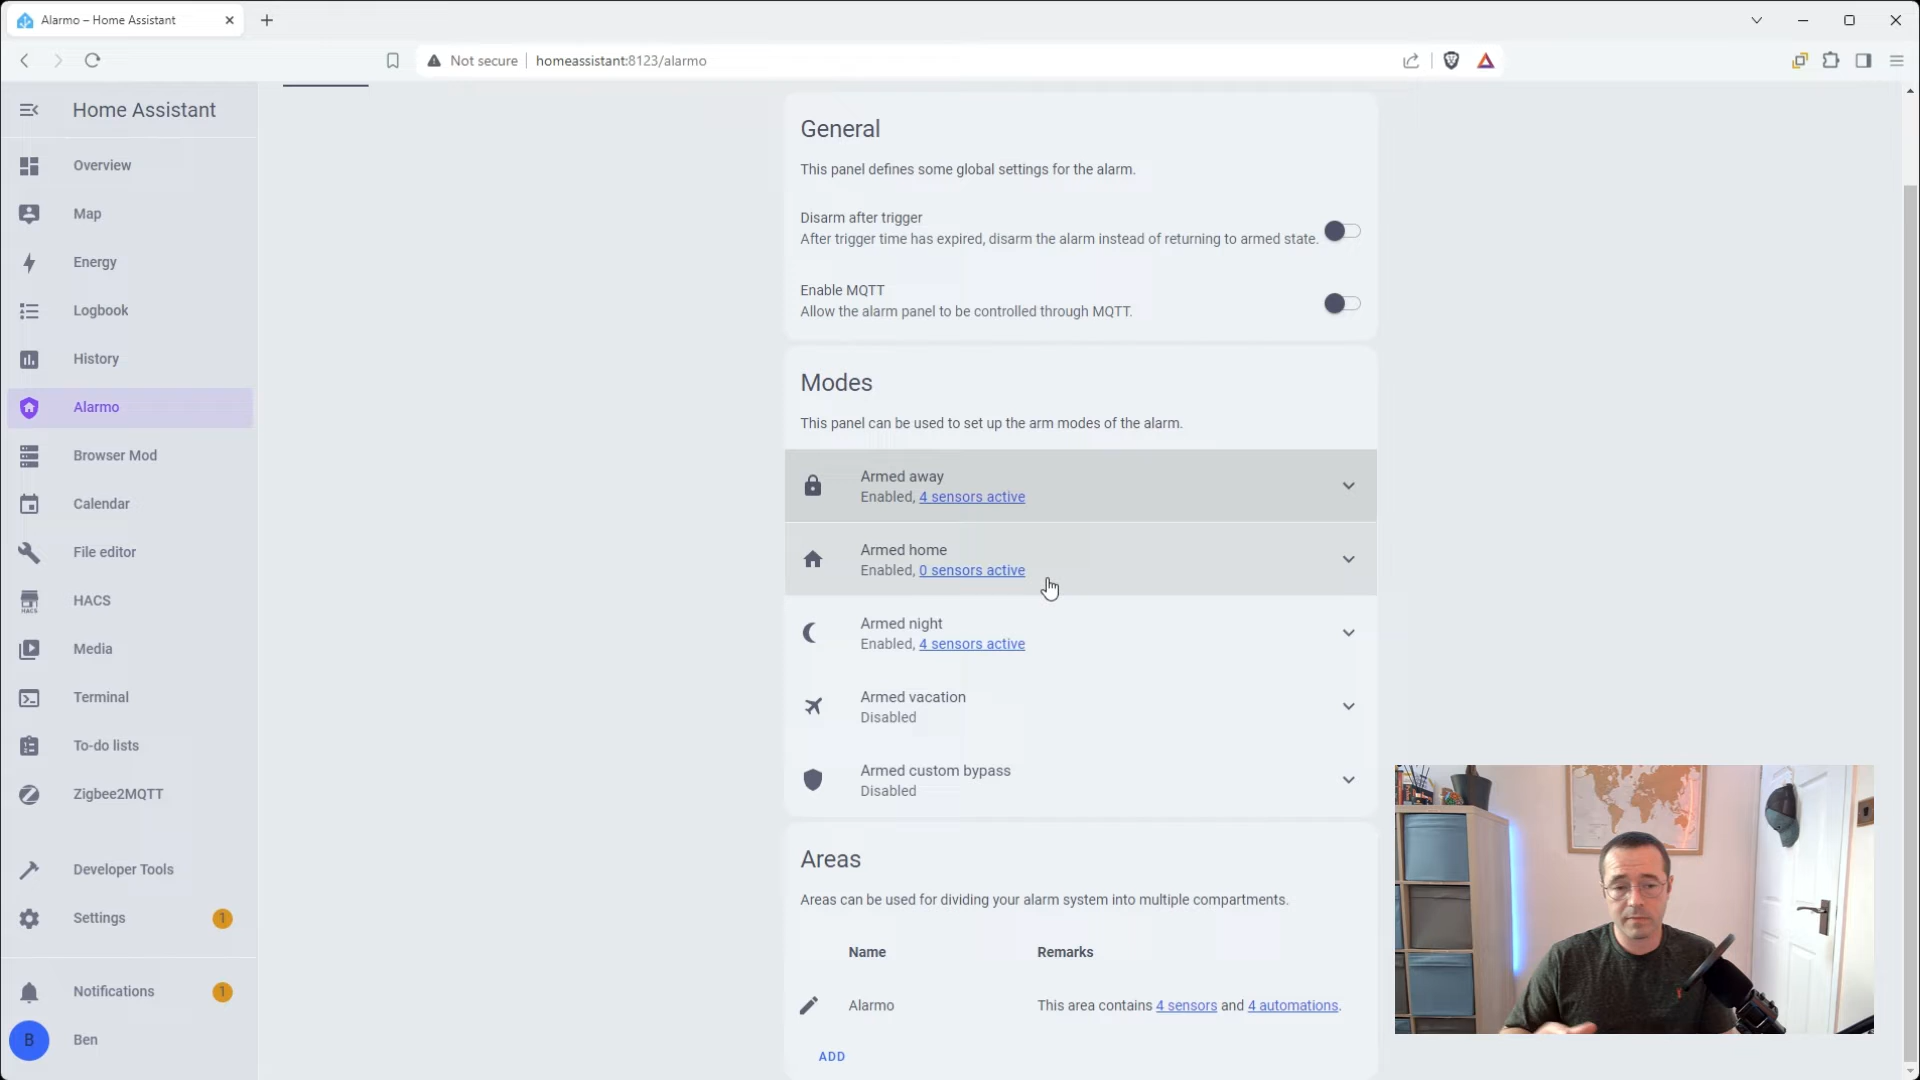 Alarmo – Home Assistant
Not secure
homeassistant:8123/alarmo
Home Assistant
Overview
Map
Energy
Logbook
History
Alarmo
Browser Mod
Calendar
File editor
HACS
HACS
Media
Terminal
To-do lists
Zigbee2MQTT
Developer Tools
Settings
1
Notifications
1
B
Ben
General
This panel defines some global settings for the alarm.
Disarm after trigger
After trigger time has expired, disarm the alarm instead of returning to armed state.
Enable MQTT
Allow the alarm panel to be controlled through MQTT.
Modes
This panel can be used to set up the arm modes of the alarm.
Armed away
Enabled, 4 sensors active
Armed home
Enabled, 0 sensors active
Armed night
Enabled, 4 sensors active
Armed vacation
Disabled
Armed custom bypass
Disabled
Areas
Areas can be used for dividing your alarm system into multiple compartments.
Name Remarks
Alarmo This area contains 4 sensors and 4 automations.
ADD